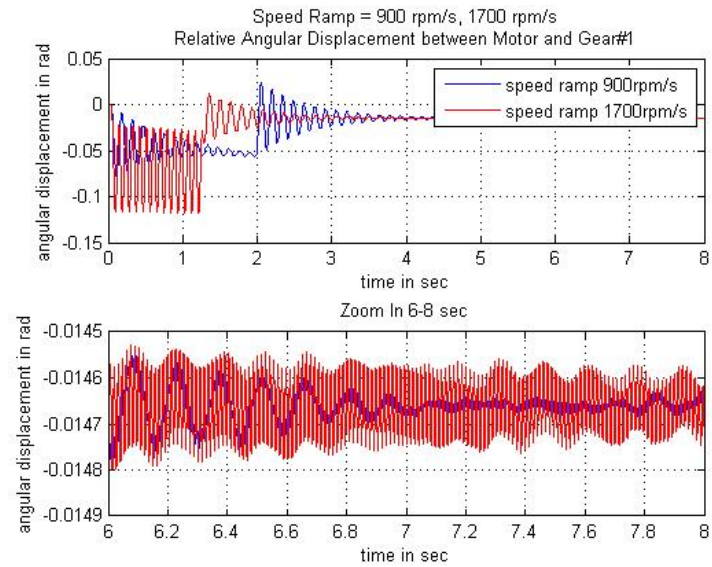 Speed Ramp = 900 rpm/s, 1700 rpm/s
Relative Angular Displacement between Motor and Gear#1
angular displacement in rad
0.05
0
-0.05
-0.1
-0.15
speed ramp 900rpm/s
speed ramp 1700rpm/s
0 1 2 3 4 5 6 7 8
time in sec
Zoom In 6-8 sec
angular displacement in rad
-0.0145
-0.0146
-0.0147
-0.0148
-0.0149
6 6.2 6.4 6.6 6.8 7 7.2 7.4 7.6 7.8 8
time in sec